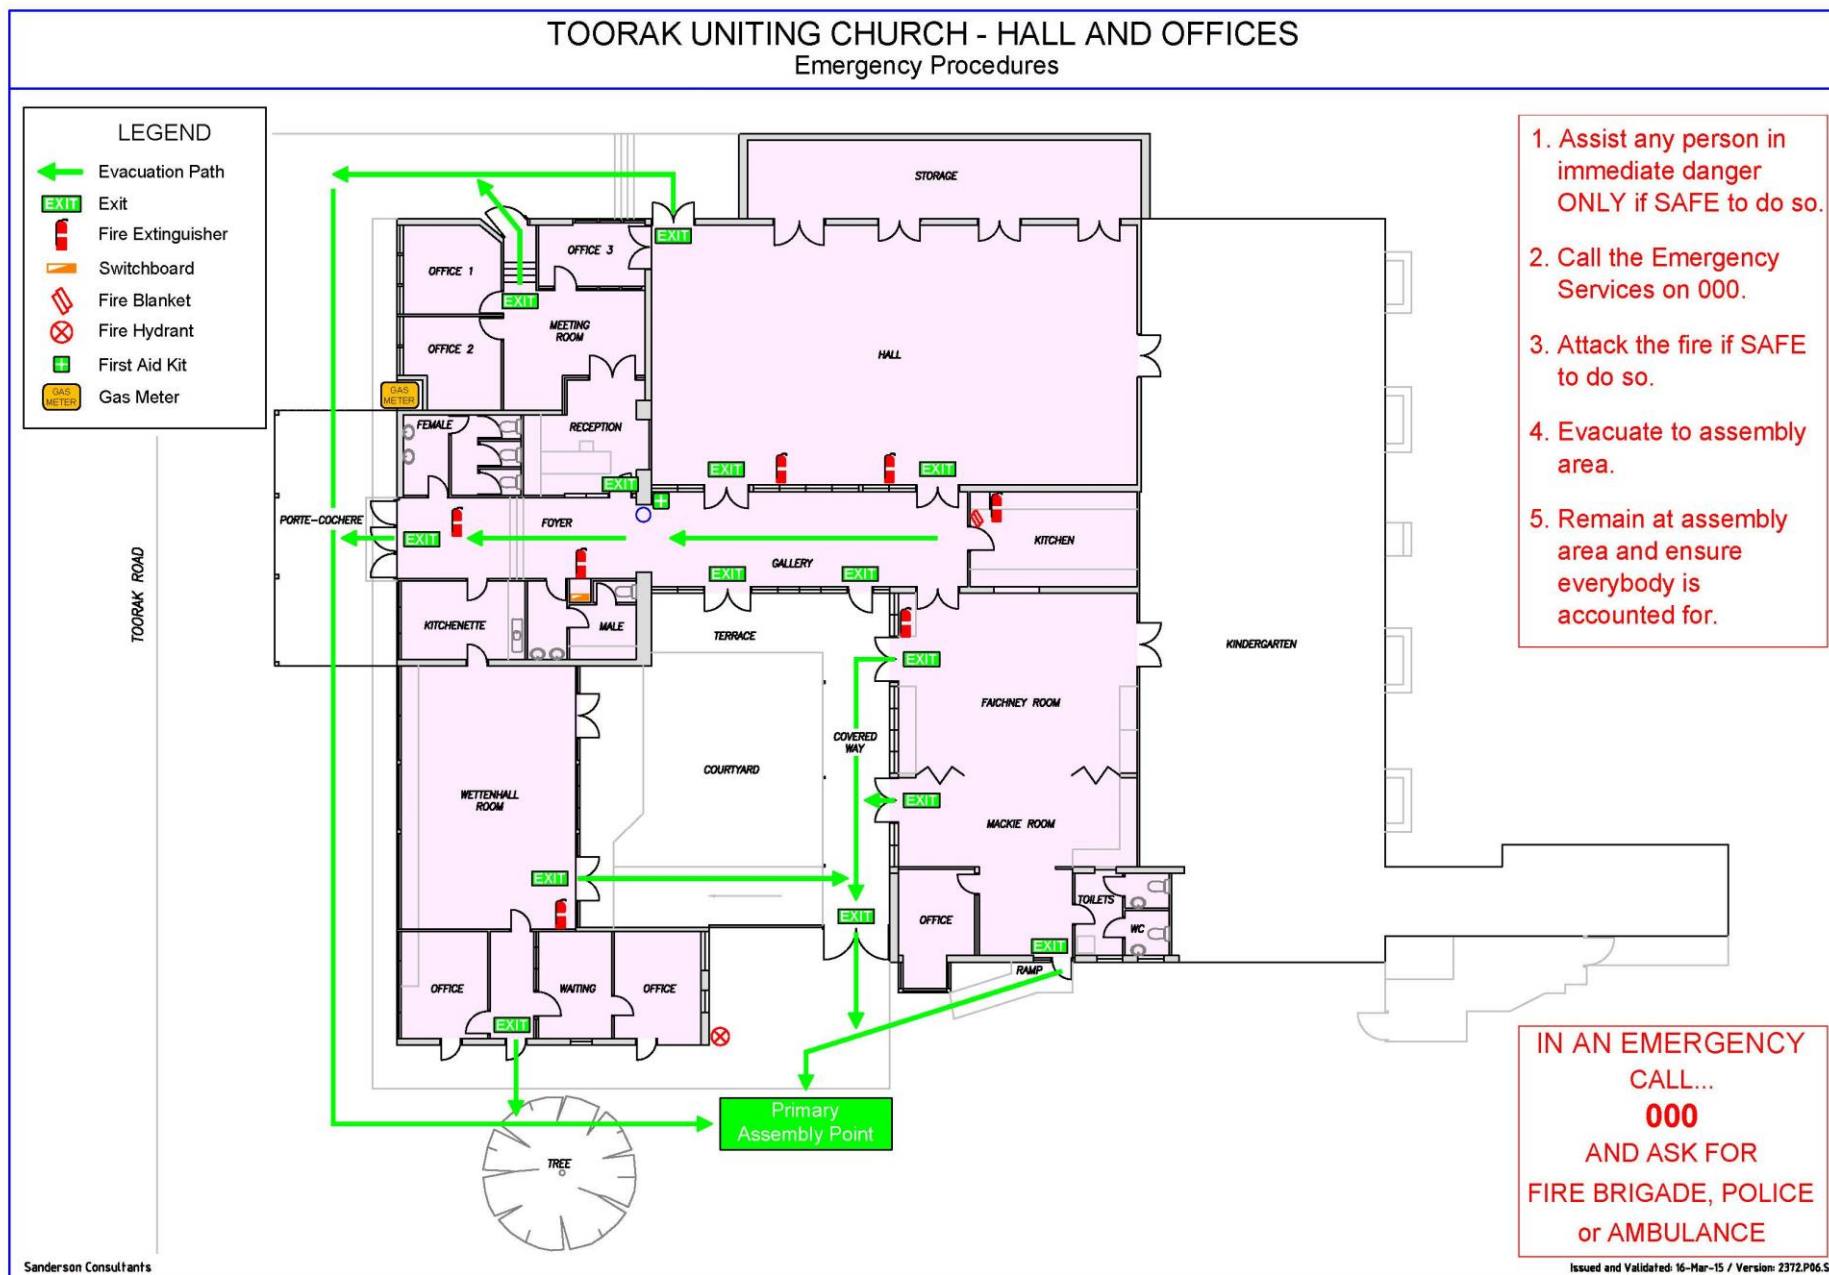 TOORAK UNITING CHURCH - HALL AND OFFICES
Emergency Procedures
LEGEND
Evacuation Path
EXIT Exit
Fire Extinguisher
Switchboard
Fire Blanket
Fire Hydrant
First Aid Kit
GAS
METER
Gas Meter
1. Assist any person in
immediate danger
ONLY if SAFE to do so.
2. Call the Emergency
Services on 000.
3. Attack the fire if SAFE
to do so.
4. Evacuate to assembly
area.
5. Remain at assembly
area and ensure
everybody is
accounted for.
STORAGE
EXIT
OFFICE 3
OFFICE 1
EXIT
MEETING
ROOM
OFFICE 2
HALL
GAS
METER
FEMALE
RECEPTION
EXIT
EXIT
EXIT
PORTE-COCHERE
FOYER
EXIT
KITCHEN
GALLERY
EXIT
EXIT
TOORAK ROAD
KITCHENETTE
MALE
TERRACE
KINDERGARTEN
EXIT
FAICHNEY ROOM
COVERED
WAY
COURTYARD
WETTENHALL
ROOM
EXIT
MACKIE ROOM
EXIT
TOILETS
EXIT
OFFICE
WC
EXIT
RAMP
OFFICE
WAITING
OFFICE
EXIT
Primary
Assembly Point
TREE
IN AN EMERGENCY
CALL...
000
AND ASK FOR
FIRE BRIGADE, POLICE
or AMBULANCE
Sanderson Consultants
Issued and Validated: 16-Mar-15 / Version: 2372.P06.S